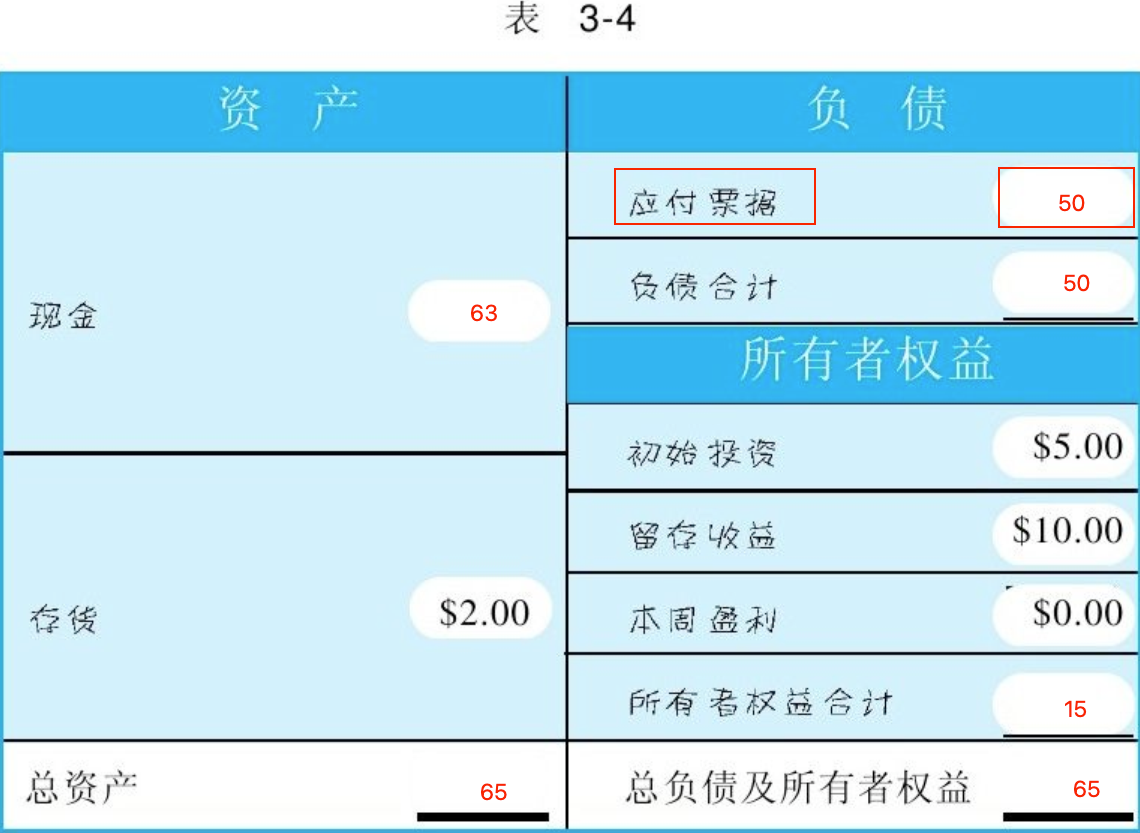 表 3-4
资 产
现金 63
存货 $2.00
总资产 65
负 债
应付票据 50
负债合计 50
所有者权益
初始投资 $5.00
留存收益 $10.00
本周盈利 $0.00
所有者权益合计 15
总负债及所有者权益 65